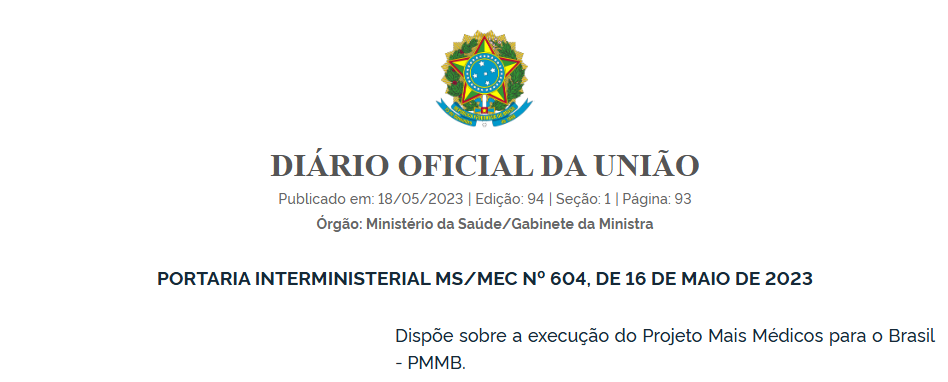 DIÁRIO OFICIAL DA UNIÃO
Publicado em: 18/05/2023 | Edição: 94 | Seção: 1 | Página: 93
Órgão: Ministério da Saúde/Gabinete da Ministra
PORTARIA INTERMINISTERIAL MS/MEC Nº 604, DE 16 DE MAIO DE 2023
Dispõe sobre a execução do Projeto Mais Médicos para o Brasil
- PMMB.